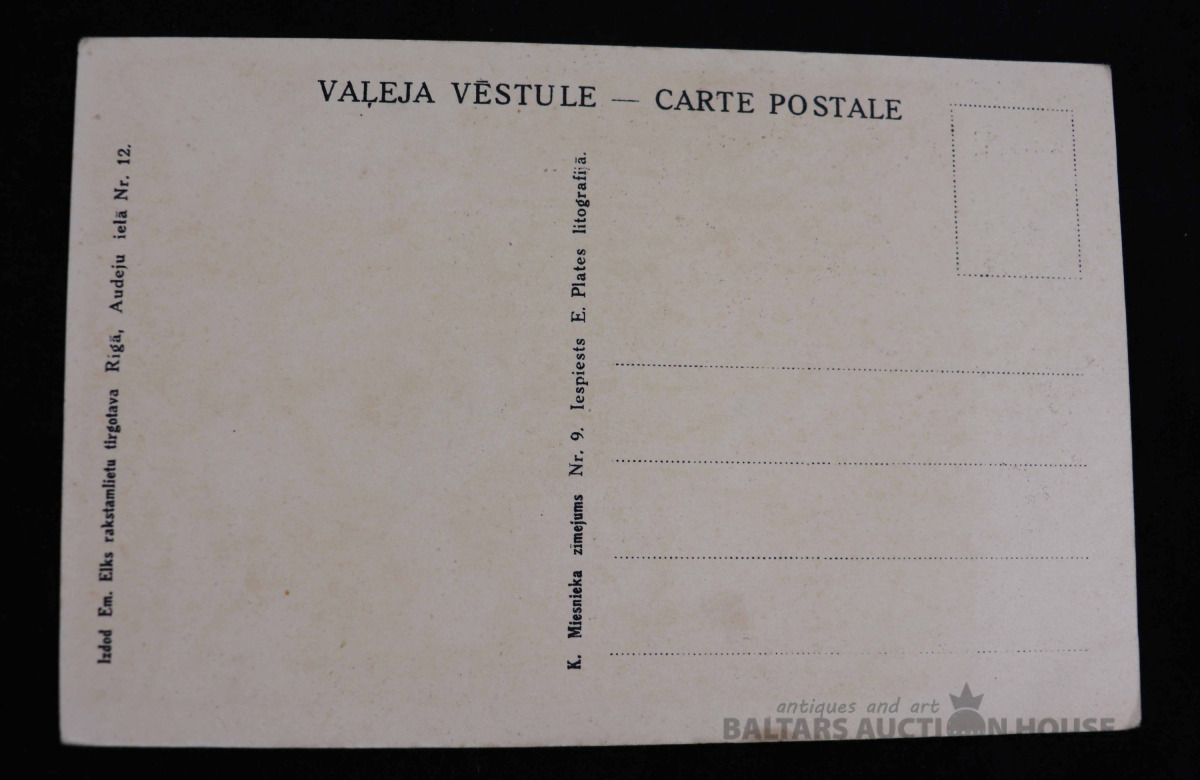 VAĻEJA VĒSTULE — CARTE POSTALE
Izdod Em. Elks rakstamlietu tirgotava Rigā, Audeju ielā Nr. 12.
K. Miesnieka zīmejums Nr. 9. Iespiests E. Plates litografijā.
antiques and art
BALTARS AUCTION HOUSE